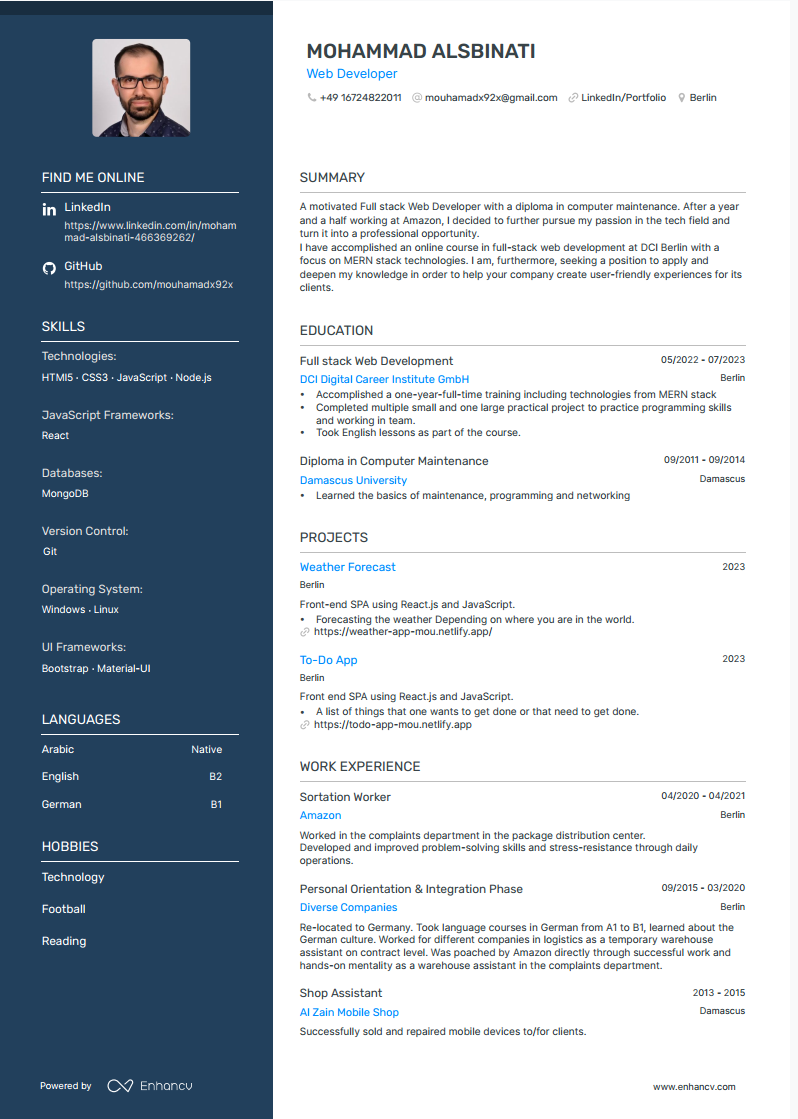 MOHAMMAD ALSBINATI
Web Developer
+49 16724822011 mouhamadx92x@gmail.com LinkedIn/Portfolio Berlin
FIND ME ONLINE
LinkedIn
https://www.linkedin.com/in/moham
mad-alsbinati-466369262/
GitHub
https://github.com/mouhamadx92x
SKILLS
Technologies:
HTMl5 · CSS3 · JavaScript · Node.js
JavaScript Frameworks:
React
Databases:
MongoDB
Version Control:
Git
Operating System:
Windows · Linux
UI Frameworks:
Bootstrap · Material-UI
LANGUAGES
Arabic Native
English B2
German B1
HOBBIES
Technology
Football
Reading
SUMMARY
A motivated Full stack Web Developer with a diploma in computer maintenance. After a year
and a half working at Amazon, I decided to further pursue my passion in the tech field and
turn it into a professional opportunity.
I have accomplished an online course in full-stack web development at DCI Berlin with a
focus on MERN stack technologies. I am, furthermore, seeking a position to apply and
deepen my knowledge in order to help your company create user-friendly experiences for its
clients.
EDUCATION
Full stack Web Development 05/2022 - 07/2023
DCI Digital Career Institute GmbH Berlin
• Accomplished a one-year-full-time training including technologies from MERN stack
• Completed multiple small and one large practical project to practice programming skills
and working in team.
• Took English lessons as part of the course.
Diploma in Computer Maintenance 09/2011 - 09/2014
Damascus University Damascus
• Learned the basics of maintenance, programming and networking
PROJECTS
Weather Forecast 2023
Berlin
Front-end SPA using React.js and JavaScript.
• Forecasting the weather Depending on where you are in the world.
https://weather-app-mou.netlify.app/
To-Do App 2023
Berlin
Front end SPA using React.js and JavaScript.
• A list of things that one wants to get done or that need to get done.
https://todo-app-mou.netlify.app
WORK EXPERIENCE
Sortation Worker 04/2020 - 04/2021
Amazon Berlin
Worked in the complaints department in the package distribution center.
Developed and improved problem-solving skills and stress-resistance through daily
operations.
Personal Orientation & Integration Phase 09/2015 - 03/2020
Diverse Companies Berlin
Re-located to Germany. Took language courses in German from A1 to B1, learned about the
German culture. Worked for different companies in logistics as a temporary warehouse
assistant on contract level. Was poached by Amazon directly through successful work and
hands-on mentality as a warehouse assistant in the complaints department.
Shop Assistant 2013 - 2015
Al Zain Mobile Shop Damascus
Successfully sold and repaired mobile devices to/for clients.
Powered by Enhancv
www.enhancv.com